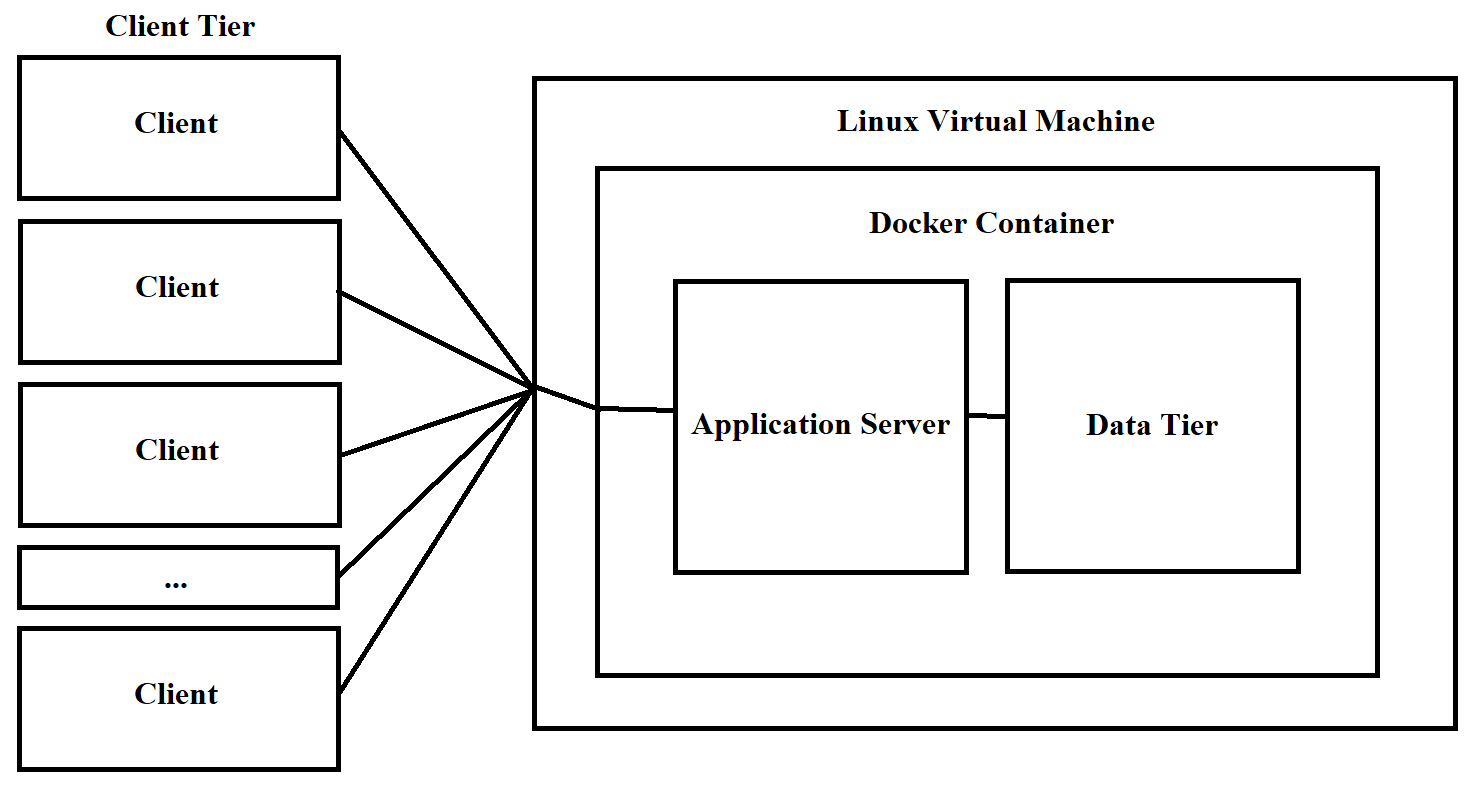 Client Tier
Client
Client
Client
...
Client
Linux Virtual Machine
Docker Container
Application Server
Data Tier